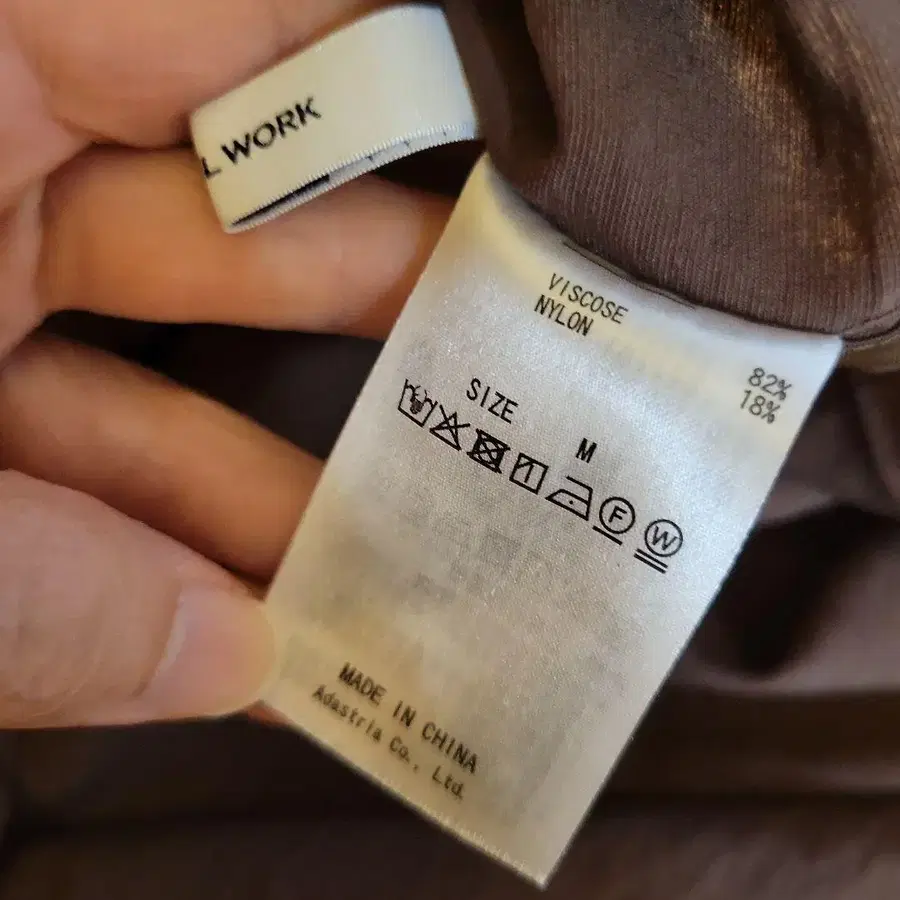 L WORK
VISCOSE 82%
NYLON 18%
SIZE M
F W
MADE IN CHINA
Adastria Co., Ltd.